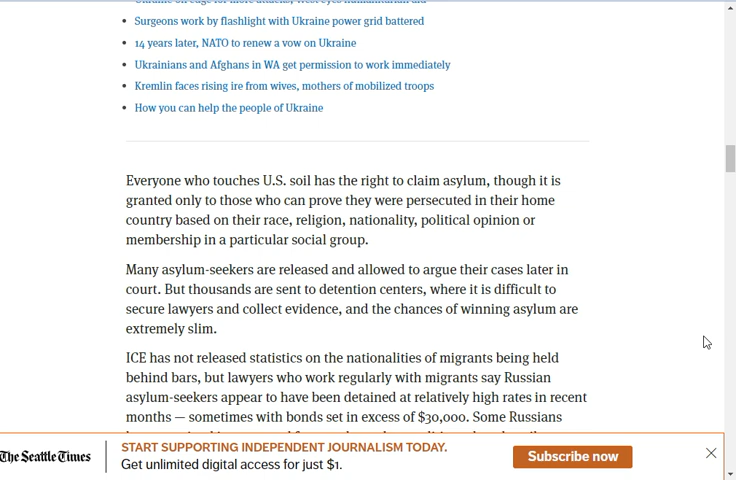 Ukraine on edge for more attacks, West eyes humanitarian aid
Surgeons work by flashlight with Ukraine power grid battered
14 years later, NATO to renew a vow on Ukraine
Ukrainians and Afghans in WA get permission to work immediately
Kremlin faces rising ire from wives, mothers of mobilized troops
How you can help the people of Ukraine
Everyone who touches U.S. soil has the right to claim asylum, though it is
granted only to those who can prove they were persecuted in their home
country based on their race, religion, nationality, political opinion or
membership in a particular social group.
Many asylum-seekers are released and allowed to argue their cases later in
court. But thousands are sent to detention centers, where it is difficult to
secure lawyers and collect evidence, and the chances of winning asylum are
extremely slim.
ICE has not released statistics on the nationalities of migrants being held
behind bars, but lawyers who work regularly with migrants say Russian
asylum-seekers appear to have been detained at relatively high rates in recent
months — sometimes with bonds set in excess of $30,000. Some Russians
The Seattle Times
START SUPPORTING INDEPENDENT JOURNALISM TODAY.
Get unlimited digital access for just $1.
Subscribe now